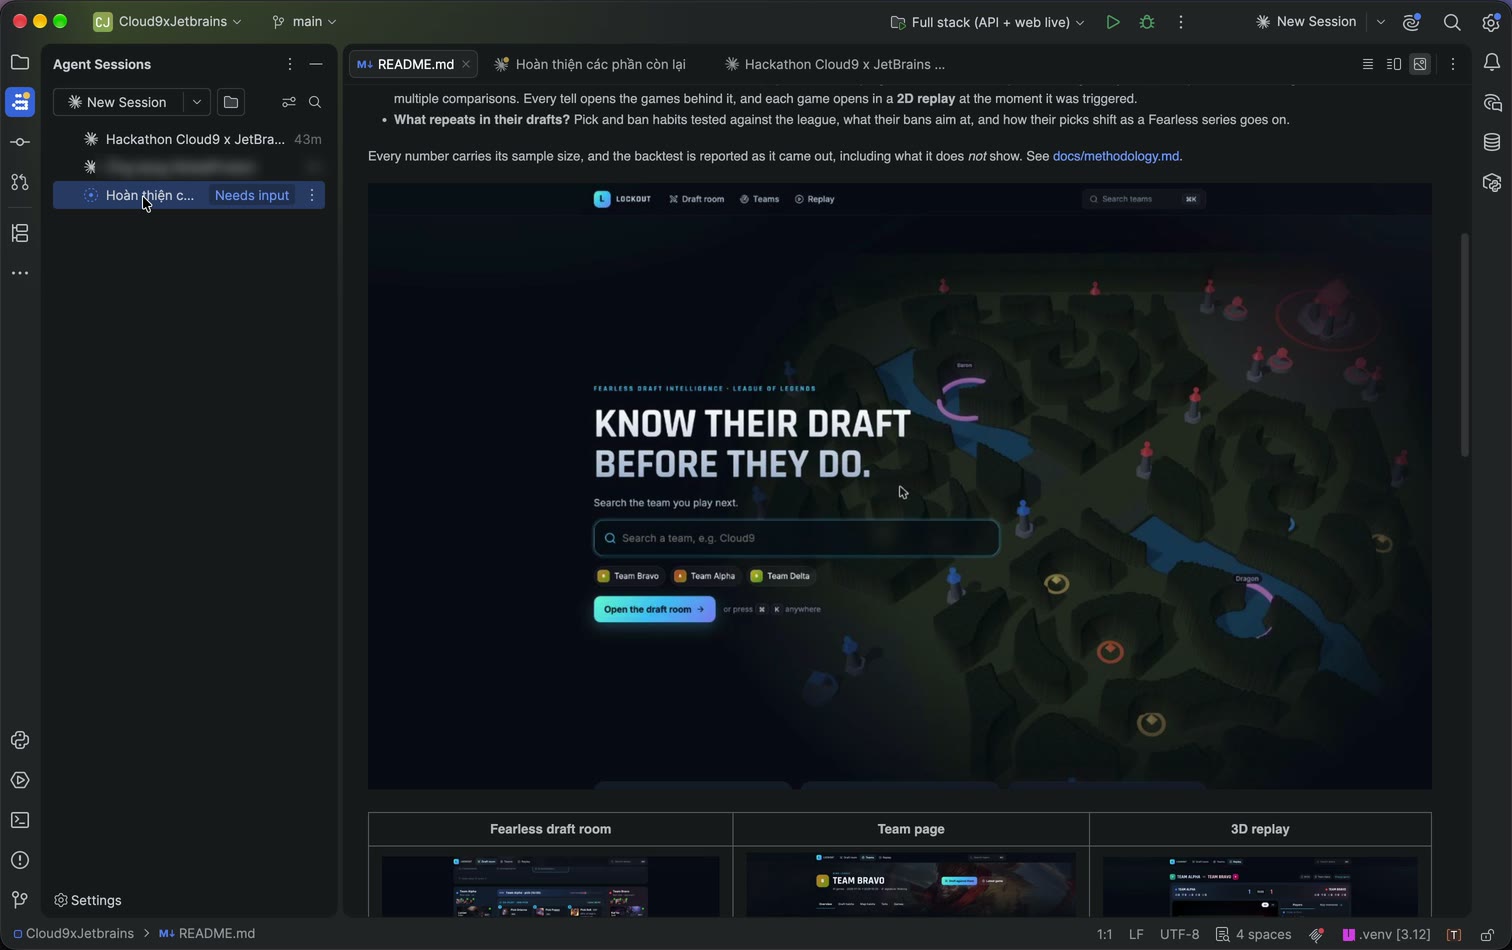 CJ Cloud9xJetbrains
main
Full stack (API + web live)
New Session
Agent Sessions
README.md
Hoàn thiện các phần còn lại
Hackathon Cloud9 x JetBrains ...
New Session
Hackathon Cloud9 x JetBra... 43m
Hoàn thiện c... Needs input
multiple comparisons. Every tell opens the games behind it, and each game opens in a 2D replay at the moment it was triggered.
• What repeats in their drafts? Pick and ban habits tested against the league, what their bans aim at, and how their picks shift as a Fearless series goes on.
Every number carries its sample size, and the backtest is reported as it came out, including what it does not show. See docs/methodology.md.
L LOCKOUT Draft room Teams Replay Search teams ⌘K
Baron
FEARLESS DRAFT INTELLIGENCE · LEAGUE OF LEGENDS
KNOW THEIR DRAFT
BEFORE THEY DO.
Search the team you play next.
Search a team, e.g. Cloud9
Team Bravo Team Alpha Team Delta
Dragon
Open the draft room → or press ⌘ K anywhere
Fearless draft room Team page 3D replay
TEAM BRAVO
TEAM ALPHA TEAM BRAVO
Settings
Cloud9xJetbrains > M↓ README.md
1:1 LF UTF-8 4 spaces .venv [3.12] [T]